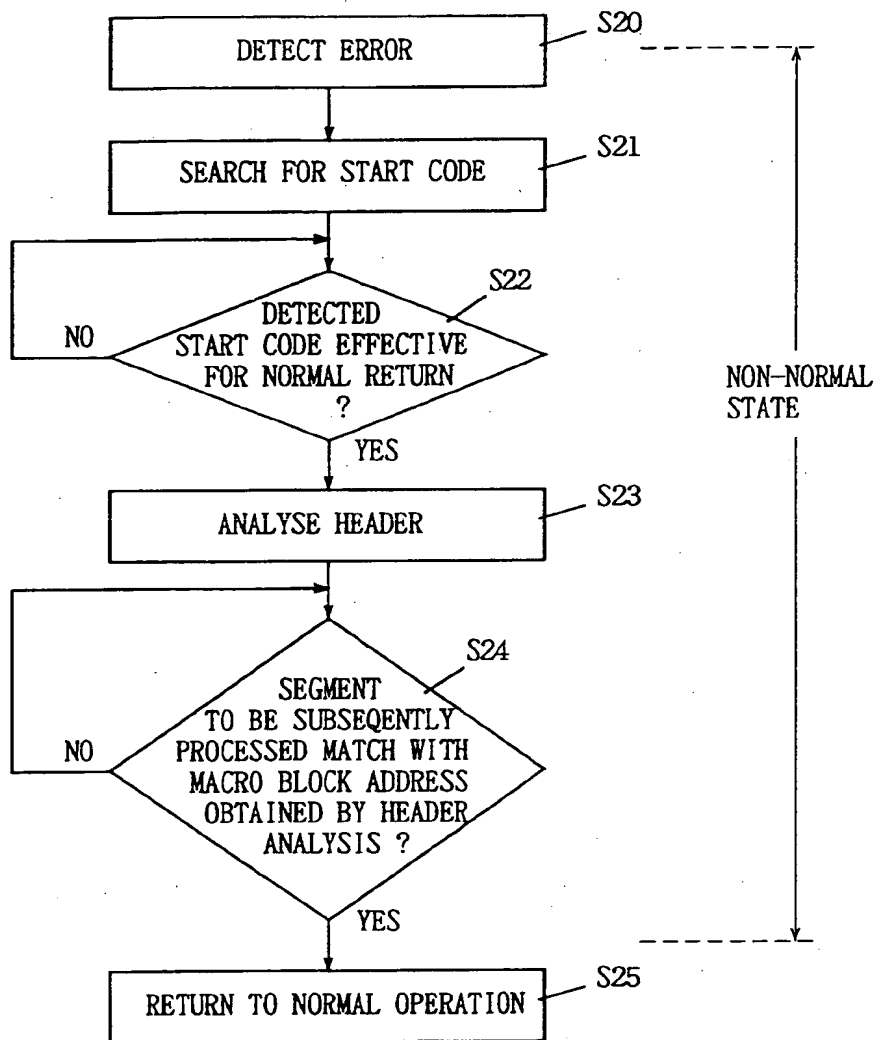 S20
DETECT ERROR
S21
SEARCH FOR START CODE
S22
DETECTED
START CODE EFFECTIVE
FOR NORMAL RETURN
?
NO
YES
NON-NORMAL
STATE
S23
ANALYSE HEADER
S24
SEGMENT
TO BE SUBSEQENTLY
PROCESSED MATCH WITH
MACRO BLOCK ADDRESS
OBTAINED BY HEADER
ANALYSIS ?
NO
YES
S25
RETURN TO NORMAL OPERATION